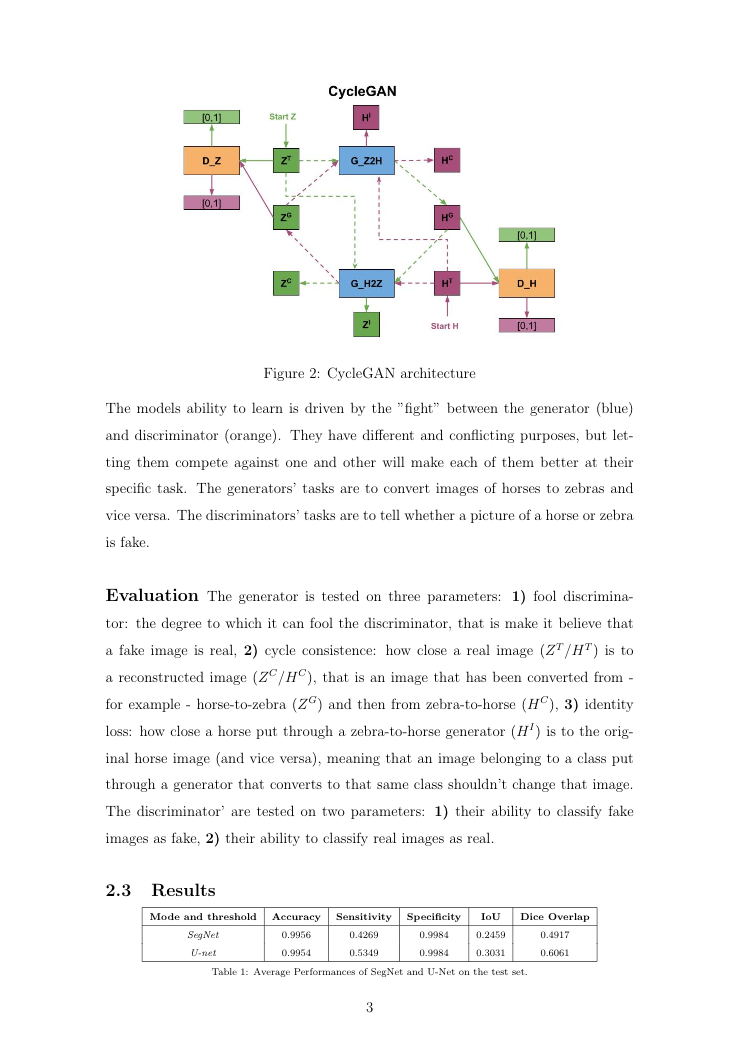 CycleGAN
[0,1]
Start Z
H^I
D_Z
Z^T
G_Z2H
H^C
[0,1]
Z^G
H^G
[0,1]
Z^C
G_H2Z
H^T
D_H
Z^I
Start H
[0,1]
Figure 2: CycleGAN architecture
The models ability to learn is driven by the ”fight” between the generator (blue)
and discriminator (orange). They have different and conflicting purposes, but let-
ting them compete against one and other will make each of them better at their
specific task. The generators’ tasks are to convert images of horses to zebras and
vice versa. The discriminators’ tasks are to tell whether a picture of a horse or zebra
is fake.
Evaluation The generator is tested on three parameters: 1) fool discrimina-
tor: the degree to which it can fool the discriminator, that is make it believe that
a fake image is real, 2) cycle consistence: how close a real image (Z^T/H^T) is to
a reconstructed image (Z^C/H^C), that is an image that has been converted from -
for example - horse-to-zebra (Z^G) and then from zebra-to-horse (H^C), 3) identity
loss: how close a horse put through a zebra-to-horse generator (H^I) is to the orig-
inal horse image (and vice versa), meaning that an image belonging to a class put
through a generator that converts to that same class shouldn’t change that image.
The discriminator’ are tested on two parameters: 1) their ability to classify fake
images as fake, 2) their ability to classify real images as real.
2.3 Results
Mode and threshold Accuracy Sensitivity Specificity IoU Dice Overlap
SegNet 0.9956 0.4269 0.9984 0.2459 0.4917
U-net 0.9954 0.5349 0.9984 0.3031 0.6061
Table 1: Average Performances of SegNet and U-Net on the test set.
3